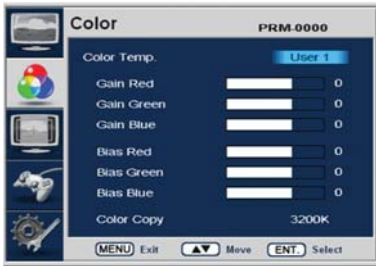 Color PRM-0000
Color Temp. User 1
Gain Red 0
Gain Green 0
Gain Blue 0
Bias Red 0
Bias Green 0
Bias Blue 0
Color Copy 3200K
MENU Exit ▲▼ Move ENT. Select